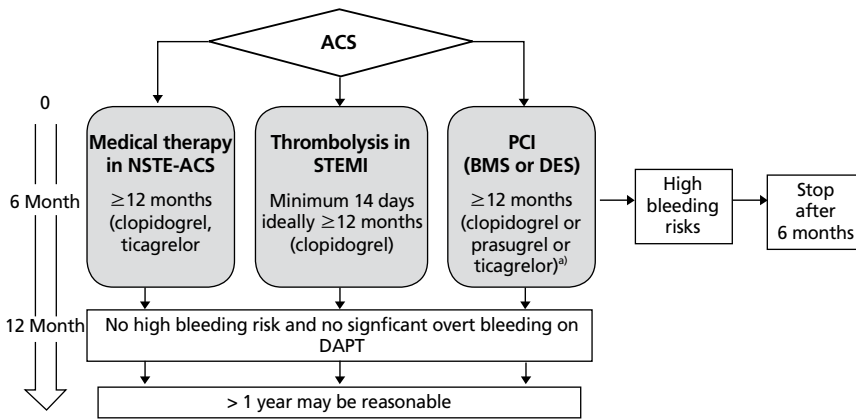 ACS
0
6 Month
12 Month
Medical therapy
in NSTE-ACS
≥12 months
(clopidogrel,
ticagrelor
Thrombolysis in
STEMI
Minimum 14 days
ideally ≥12 months
(clopidogrel)
PCI
(BMS or DES)
≥12 months
(clopidogrel or
prasugrel or
ticagrelor)a)
High
bleeding
risks
Stop
after
6 months
No high bleeding risk and no signficant overt bleeding on
DAPT
> 1 year may be reasonable